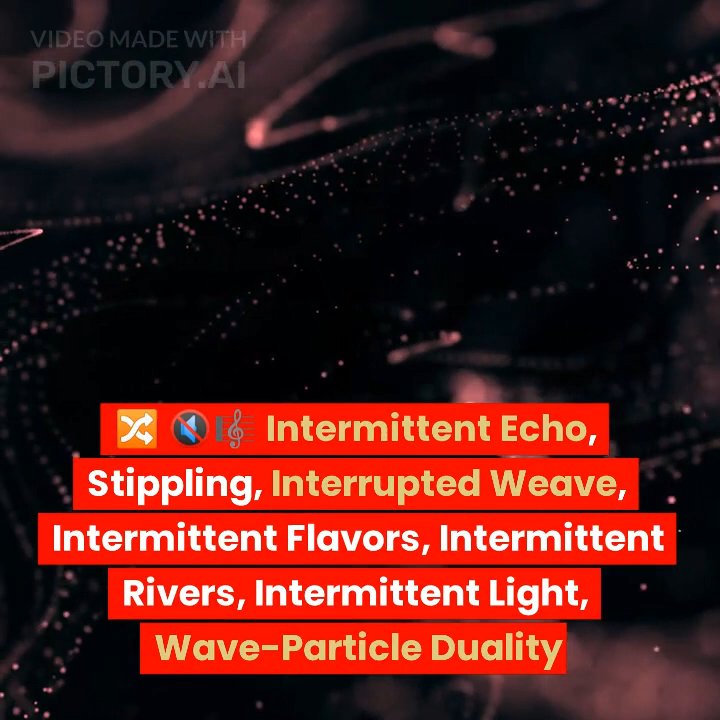 VIDEO MADE WITH
PICTORY.AI
🔀 🔇🎼 Intermittent Echo,
Stippling, Interrupted Weave,
Intermittent Flavors, Intermittent
Rivers, Intermittent Light,
Wave-Particle Duality